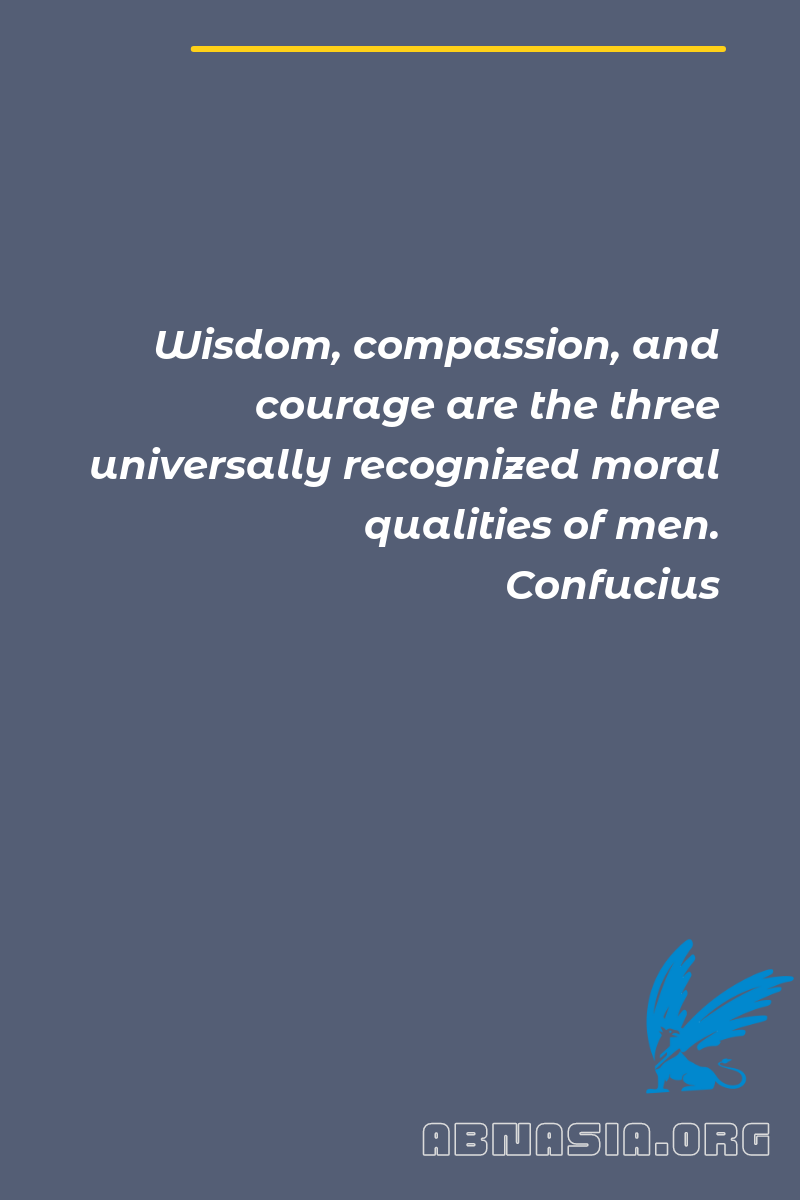 Wisdom, compassion, and
courage are the three
universally recognized moral
qualities of men.
Confucius
ABNASIA.ORG